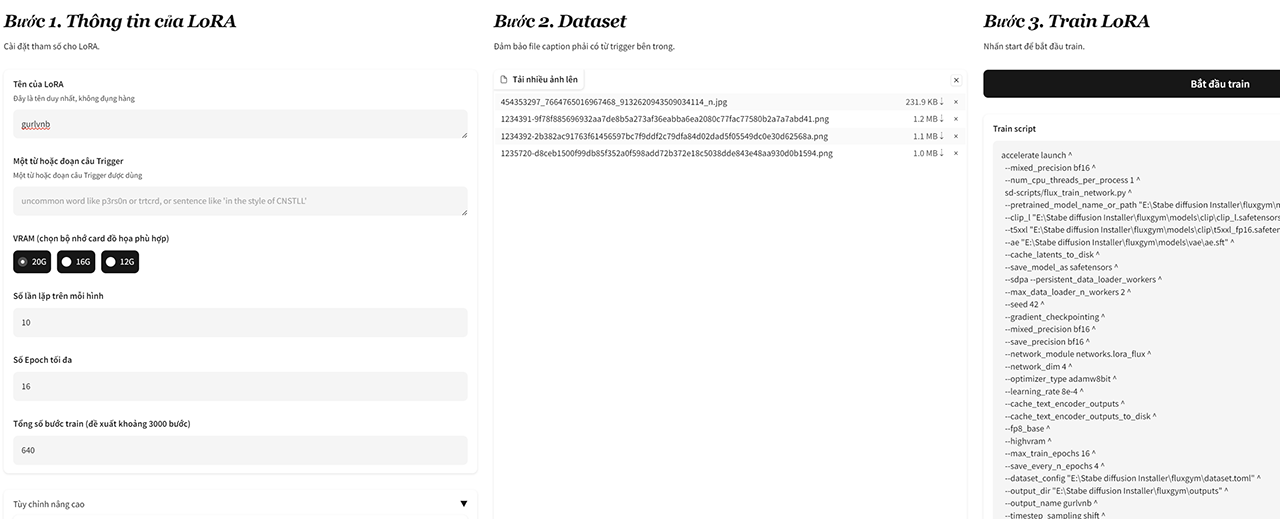 Bước 1. Thông tin của LoRA
Cài đặt tham số cho LoRA.
Tên của LoRA
Đây là tên duy nhất, không đụng hàng
gurlvnb
Một từ hoặc đoạn câu Trigger
Một từ hoặc đoạn câu Trigger được dùng
uncommon word like p3rs0n or trtcrd, or sentence like 'in the style of CNSTLL'
VRAM (chọn bộ nhớ card đồ họa phù hợp)
20G 16G 12G
Số lần lặp trên mỗi hình
10
Số Epoch tối đa
16
Tổng số bước train (đề xuất khoảng 3000 bước)
640
Tùy chỉnh nâng cao
Bước 2. Dataset
Đảm bảo file caption phải có từ trigger bên trong.
Tải nhiều ảnh lên
454353297_7664765016967468_9132620943509034114_n.jpg 231.9 KB
1234391-9f78f885696932aa7de8b5a273af36eabba6ea2080c77fac77580b2a7a7abd41.png 1.2 MB
1234392-2b382ac91763f61456597bc7f9ddf2c79dfa84d02dad5f05549dc0e30d62568a.png 1.1 MB
1235720-d8ceb1500f99db85f352a0f598add72b372e18c5038dde843e48aa930d0b1594.png 1.0 MB
Bước 3. Train LoRA
Nhấn start để bắt đầu train.
Bắt đầu train
Train script
accelerate launch ^
--mixed_precision bf16 ^
--num_cpu_threads_per_process 1 ^
sd-scripts/flux_train_network.py ^
--pretrained_model_name_or_path "E:\Stabe diffusion Installer\fluxgym\
--clip_l "E:\Stabe diffusion Installer\fluxgym\models\clip\clip_l.safetensors
--t5xxl "E:\Stabe diffusion Installer\fluxgym\models\clip\t5xxl_fp16.safeten
--ae "E:\Stabe diffusion Installer\fluxgym\models\vae\ae.sft" ^
--cache_latents_to_disk ^
--save_model_as safetensors ^
--sdpa --persistent_data_loader_workers ^
--max_data_loader_n_workers 2 ^
--seed 42 ^
--gradient_checkpointing ^
--mixed_precision bf16 ^
--save_precision bf16 ^
--network_module networks.lora_flux ^
--network_dim 4 ^
--optimizer_type adamw8bit ^
--learning_rate 8e-4 ^
--cache_text_encoder_outputs ^
--cache_text_encoder_outputs_to_disk ^
--fp8_base ^
--highvram ^
--max_train_epochs 16 ^
--save_every_n_epochs 4 ^
--dataset_config "E:\Stabe diffusion Installer\fluxgym\dataset.toml" ^
--output_dir "E:\Stabe diffusion Installer\fluxgym\outputs" ^
--output_name gurlvnb ^
--timestep_sampling shift ^